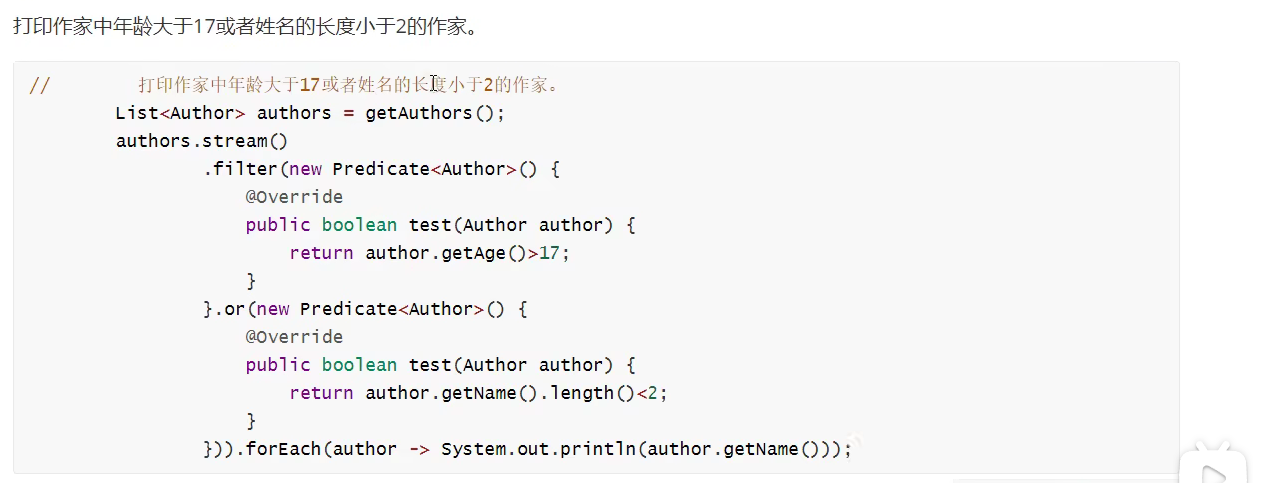 打印作家中年龄大于17或者姓名的长度小于2的作家。
//        打印作家中年龄大于17或者姓名的长度小于2的作家。
        List<Author> authors = getAuthors();
        authors.stream()
                .filter(new Predicate<Author>() {
                    @Override
                    public boolean test(Author author) {
                        return author.getAge()>17;
                    }
                }.or(new Predicate<Author>() {
                    @Override
                    public boolean test(Author author) {
                        return author.getName().length()<2;
                    }
                })).forEach(author -> System.out.println(author.getName()));